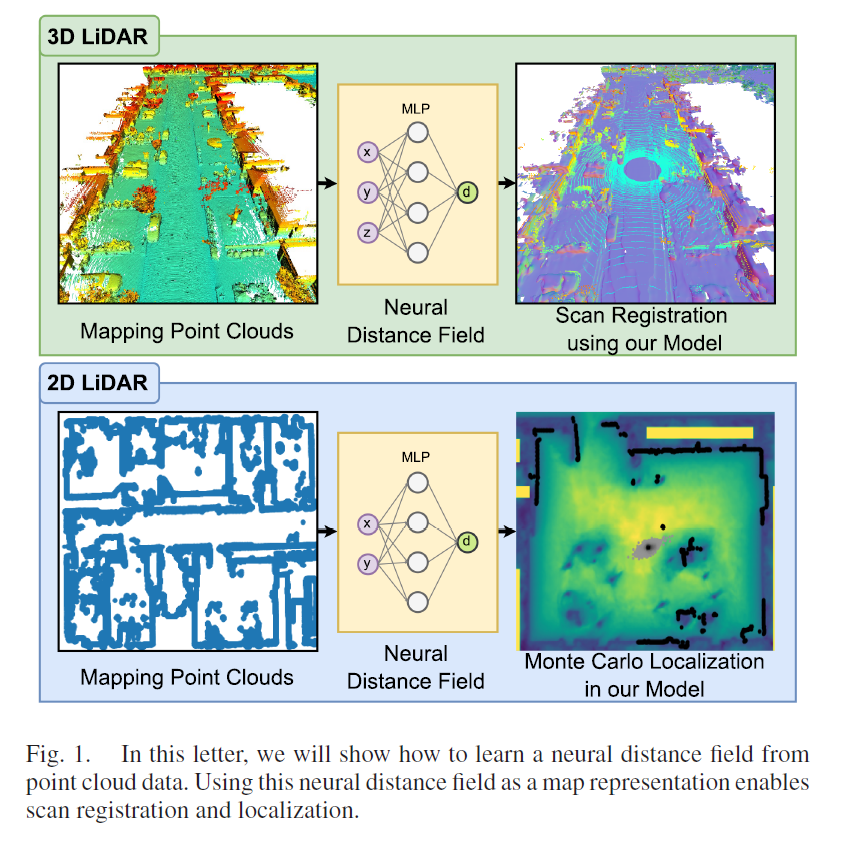 3D LiDAR
MLP
x
y
z
d
Mapping Point Clouds
Neural
Distance Field
Scan Registration
using our Model
2D LiDAR
MLP
x
y
d
Mapping Point Clouds
Neural
Distance Field
Monte Carlo Localization
in our Model
Fig. 1. In this letter, we will show how to learn a neural distance field from
point cloud data. Using this neural distance field as a map representation enables
scan registration and localization.